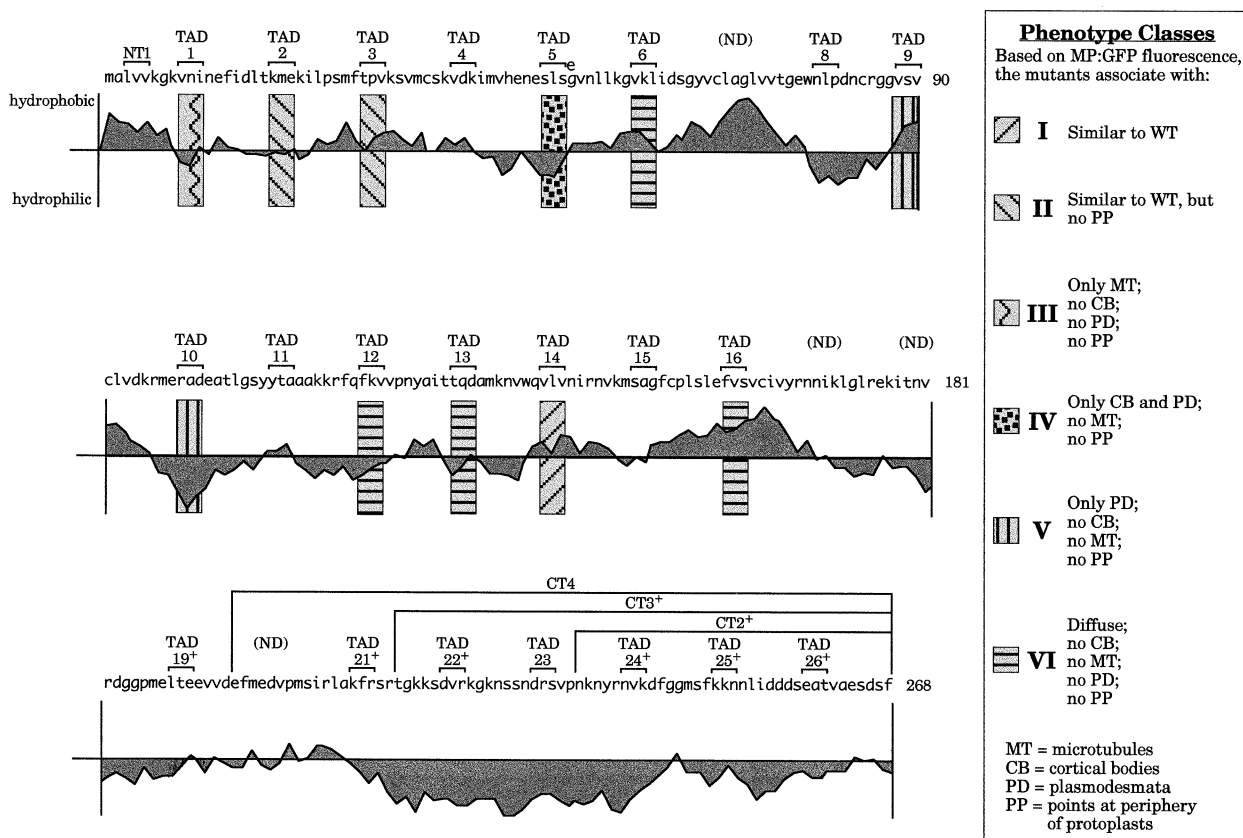 NT1 TAD 1 TAD 2 TAD 3 TAD 4 TAD 5 TAD 6 (ND) TAD 8 TAD 9
e
malvvkgkvninefidltkmekilpsmftpvksvmcskvdkimvheneslsgvnllkgvklidsgyvclaglvvtgewnlpdncrggvsv 90
hydrophobic
hydrophilic
TAD 10 TAD 11 TAD 12 TAD 13 TAD 14 TAD 15 TAD 16 (ND) (ND)
clvdkrmeradeatlgsyytaaakkrfqfkvvpnyaittqdamknvwqvlvnirnvkmsagfcplslefvsvcivyrnniklglrekitnv 181
CT4
CT3+
CT2+
TAD 19+ (ND) TAD 21+ TAD 22+ TAD 23 TAD 24+ TAD 25+ TAD 26+
rdggpmelteevvdefmedvpmsirlakfrsrtgkksdvrkgknssndrsvpnknyrnvkdfggmsfkknnlidddseatvaesdsf 268
Phenotype Classes
Based on MP:GFP fluorescence,
the mutants associate with:
I Similar to WT
II Similar to WT, but
no PP
III Only MT;
no CB;
no PD;
no PP
IV Only CB and PD;
no MT;
no PP
V Only PD;
no CB;
no MT;
no PP
VI Diffuse;
no CB;
no MT;
no PD;
no PP
MT = microtubules
CB = cortical bodies
PD = plasmodesmata
PP = points at periphery
of protoplasts